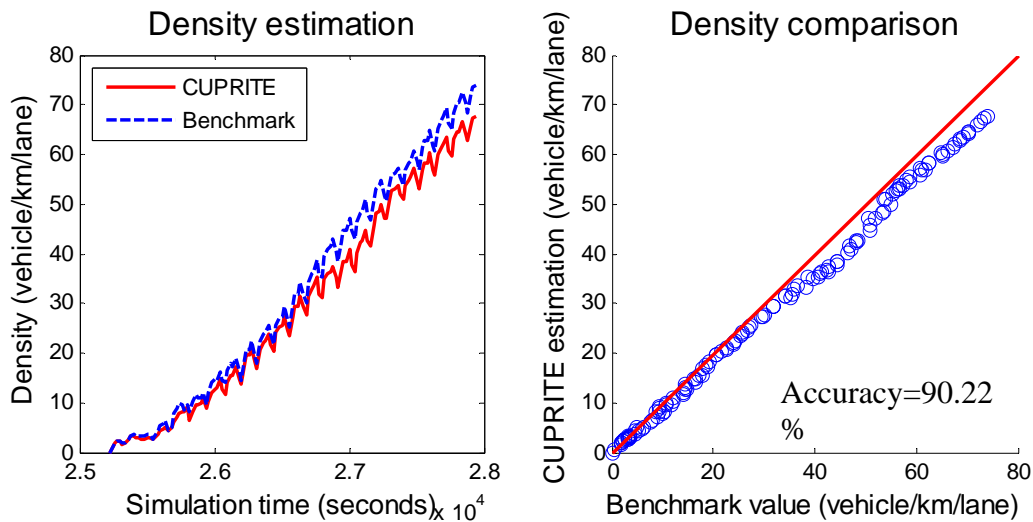 Density estimation
80
70
60
50
40
30
20
10
0
Density (vehicle/km/lane)
CUPRITE
Benchmark
2.5
2.6
2.7
2.8
Simulation time (seconds)
x 10^4
Density comparison
80
70
60
50
40
30
20
10
0
CUPRITE estimation (vehicle/km/lane)
Accuracy=90.22
%
0
20
40
60
80
Benchmark value (vehicle/km/lane)